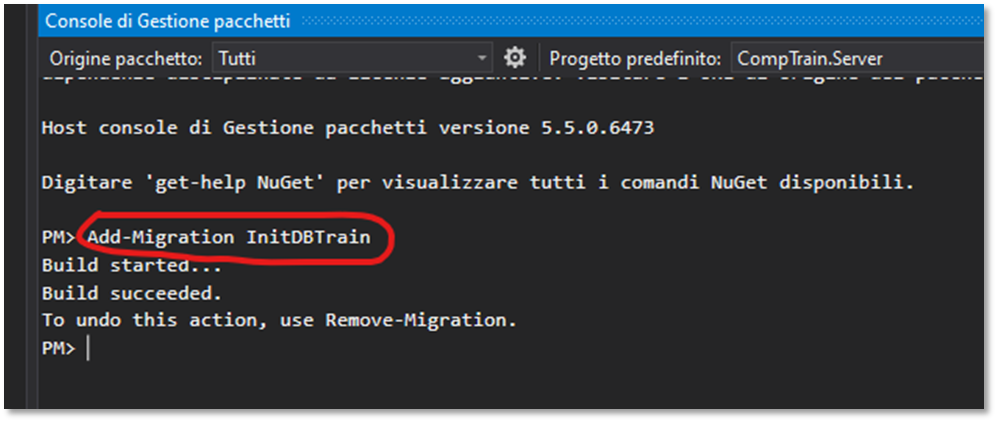 Console di Gestione pacchetti
Origine pacchetto: Tutti Progetto predefinito: CompTrain.Server
Host console di Gestione pacchetti versione 5.5.0.6473
Digitare 'get-help NuGet' per visualizzare tutti i comandi NuGet disponibili.
PM> Add-Migration InitDBTrain
Build started...
Build succeeded.
To undo this action, use Remove-Migration.
PM>